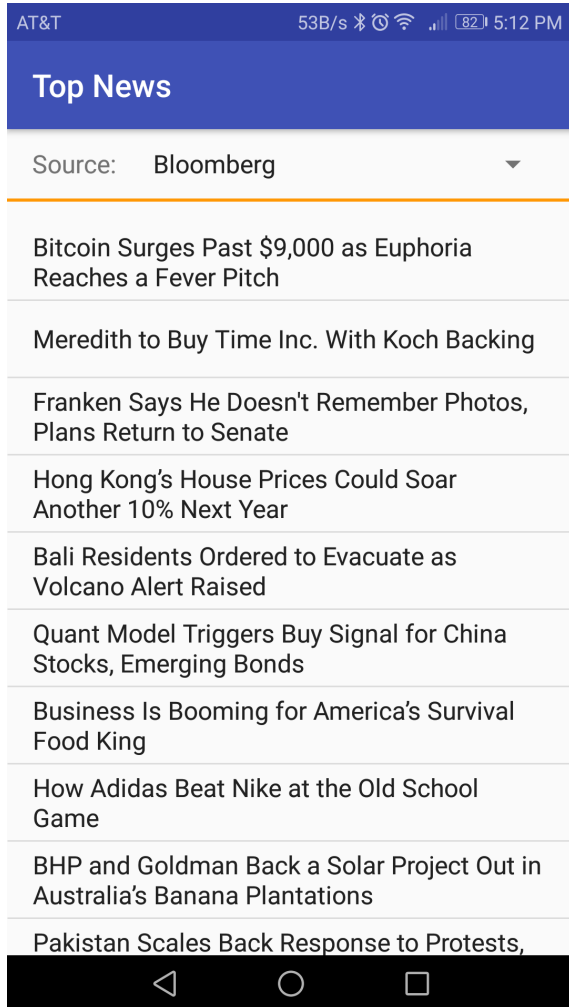 AT&T 53B/s 82 5:12 PM
Top News
Source: Bloomberg
Bitcoin Surges Past $9,000 as Euphoria
Reaches a Fever Pitch
Meredith to Buy Time Inc. With Koch Backing
Franken Says He Doesn't Remember Photos,
Plans Return to Senate
Hong Kong’s House Prices Could Soar
Another 10% Next Year
Bali Residents Ordered to Evacuate as
Volcano Alert Raised
Quant Model Triggers Buy Signal for China
Stocks, Emerging Bonds
Business Is Booming for America’s Survival
Food King
How Adidas Beat Nike at the Old School
Game
BHP and Goldman Back a Solar Project Out in
Australia’s Banana Plantations
Pakistan Scales Back Response to Protests,